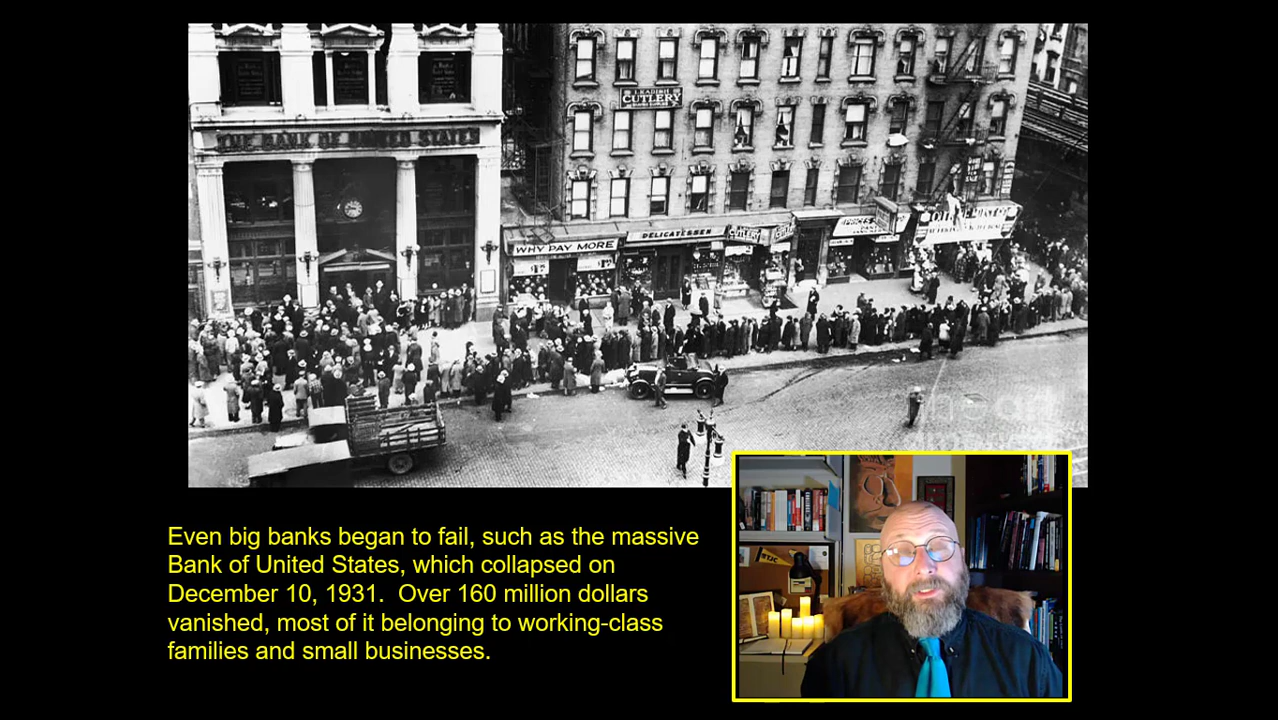 THE BANK OF UNITED STATES
CUTLERY
WHY PAY MORE
DELICATESSEN
CUTLERY
Even big banks began to fail, such as the massive
Bank of United States, which collapsed on
December 10, 1931.  Over 160 million dollars
vanished, most of it belonging to working-class
families and small businesses.